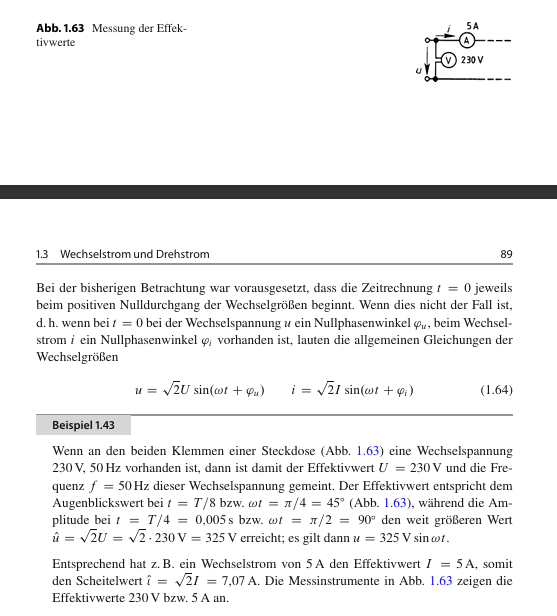 Abb. 1.63 Messung der Effek-
tivwerte
i 5 A
A
V 230 V
u
1.3 Wechselstrom und Drehstrom 89
Bei der bisherigen Betrachtung war vorausgesetzt, dass die Zeitrechnung t = 0 jeweils
beim positiven Nulldurchgang der Wechselgrößen beginnt. Wenn dies nicht der Fall ist,
d. h. wenn bei t = 0 bei der Wechselspannung u ein Nullphasenwinkel φᵤ, beim Wechsel-
strom i ein Nullphasenwinkel φᵢ vorhanden ist, lauten die allgemeinen Gleichungen der
Wechselgrößen
u = √2U sin(ωt + φᵤ) i = √2I sin(ωt + φᵢ) (1.64)
Beispiel 1.43
Wenn an den beiden Klemmen einer Steckdose (Abb. 1.63) eine Wechselspannung
230 V, 50 Hz vorhanden ist, dann ist damit der Effektivwert U = 230 V und die Fre-
quenz f = 50 Hz dieser Wechselspannung gemeint. Der Effektivwert entspricht dem
Augenblickswert bei t = T/8 bzw. ωt = π/4 = 45° (Abb. 1.63), während die Am-
plitude bei t = T/4 = 0,005 s bzw. ωt = π/2 = 90° den weit größeren Wert
û = √2U = √2 · 230 V = 325 V erreicht; es gilt dann u = 325 V sin ωt.
Entsprechend hat z. B. ein Wechselstrom von 5 A den Effektivwert I = 5 A, somit
den Scheitelwert î = √2I = 7,07 A. Die Messinstrumente in Abb. 1.63 zeigen die
Effektivwerte 230 V bzw. 5 A an.